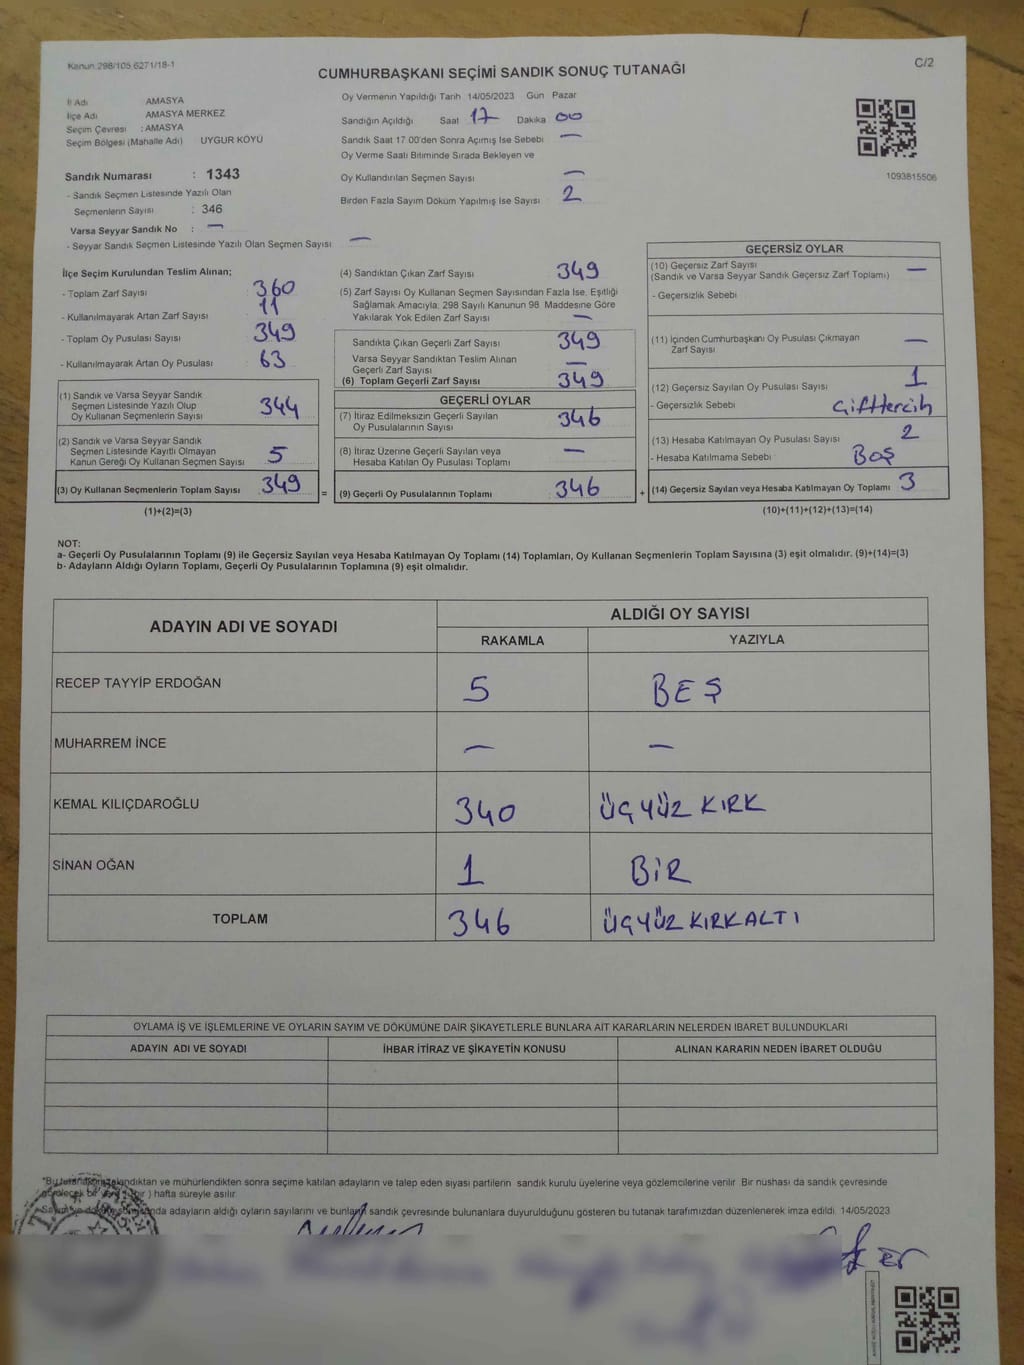 Kanun 298/105,6271/18-1
C/2
CUMHURBAŞKANI SEÇİMİ SANDIK SONUÇ TUTANAĞI
İl Adı AMASYA
İlçe Adı AMASYA MERKEZ
Seçim Çevresi : AMASYA
Seçim Bölgesi (Mahalle Adı) UYGUR KÖYÜ
Sandık Numarası : 1343
- Sandık Seçmen Listesinde Yazılı Olan
Seçmenlerin Sayısı : 346
Varsa Seyyar Sandık No : —
- Seyyar Sandık Seçmen Listesinde Yazılı Olan Seçmen Sayısı —
Oy Vermenin Yapıldığı Tarih 14/05/2023 Gün Pazar
Sandığın Açıldığı Saat 17 Dakika 00
Sandık Saat 17 00'den Sonra Açımış İse Sebebi —
Oy Verme Saati Bitiminde Sırada Bekleyen ve
Oy Kullandırılan Seçmen Sayısı —
Birden Fazla Sayım Döküm Yapılmış İse Sayısı 2
1093815506
İlçe Seçim Kurulundan Teslim Alınan;
- Toplam Zarf Sayısı 360
- Kullanılmayarak Artan Zarf Sayısı 11
- Toplam Oy Pusulası Sayısı 349
- Kullanılmayarak Artan Oy Pusulası 63
(1) Sandık ve Varsa Seyyar Sandık
Seçmen Listesinde Yazılı Olup
Oy Kullanan Seçmenlerin Sayısı 344
(2) Sandık ve Varsa Seyyar Sandık
Seçmen Listesinde Kayıtlı Olmayan
Kanun Gereği Oy Kullanan Seçmen Sayısı 5
(3) Oy Kullanan Seçmenlerin Toplam Sayısı 349 =
(1)+(2)=(3)
(4) Sandıktan Çıkan Zarf Sayısı 349
(5) Zarf Sayısı Oy Kullanan Seçmen Sayısından Fazla İse, Eşitliği
Sağlamak Amacıyla, 298 Sayılı Kanunun 98. Maddesine Göre
Yakılarak Yok Edilen Zarf Sayısı —
Sandıkta Çıkan Geçerli Zarf Sayısı 349
Varsa Seyyar Sandıktan Teslim Alınan
Geçerli Zarf Sayısı —
(6) Toplam Geçerli Zarf Sayısı 349
GEÇERLİ OYLAR
(7) İtiraz Edilmeksizin Geçerli Sayılan
Oy Pusulalarının Sayısı 346
(8) İtiraz Üzerine Geçerli Sayılan veya
Hesaba Katılan Oy Pusulası Toplamı —
(9) Geçerli Oy Pusulalarının Toplamı 346 +
GEÇERSİZ OYLAR
(10) Geçersiz Zarf Sayısı —
(Sandık ve Varsa Seyyar Sandık Geçersiz Zarf Toplamı)
- Geçersizlik Sebebi
(11) İçinden Cumhurbaşkanı Oy Pusulası Çıkmayan
Zarf Sayısı —
(12) Geçersiz Sayılan Oy Pusulası Sayısı 1
- Geçersizlik Sebebi Çift tercih
(13) Hesaba Katılmayan Oy Pusulası Sayısı 2
- Hesaba Katılmama Sebebi BOŞ
(14) Geçersiz Sayılan veya Hesaba Katılmayan Oy Toplamı 3
(10)+(11)+(12)+(13)=(14)
NOT:
a- Geçerli Oy Pusulalarının Toplamı (9) ile Geçersiz Sayılan veya Hesaba Katılmayan Oy Toplamı (14) Toplamları, Oy Kullanan Seçmenlerin Toplam Sayısına (3) eşit olmalıdır. (9)+(14)=(3)
b- Adayların Aldığı Oyların Toplamı, Geçerli Oy Pusulalarının Toplamına (9) eşit olmalıdır.
ADAYIN ADI VE SOYADI ALDIĞI OY SAYISI
RAKAMLA YAZIYLA
RECEP TAYYİP ERDOĞAN 5 BEŞ
MUHARREM İNCE — —
KEMAL KILIÇDAROĞLU 340 ÜÇYÜZ KIRK
SİNAN OĞAN 1 BİR
TOPLAM 346 ÜÇYÜZ KIRKALTI
OYLAMA İŞ VE İŞLEMLERİNE VE OYLARIN SAYIM VE DÖKÜMÜNE DAİR ŞİKAYETLERLE BUNLARA AİT KARARLARIN NELERDEN İBARET BULUNDUKLARI
ADAYIN ADI VE SOYADI İHBAR İTİRAZ VE ŞİKAYETİN KONUSU ALINAN KARARIN NEDEN İBARET OLDUĞU
*Bu tutanak imzalandıktan ve mühürlendikten sonra seçime katılan adayların ve talep eden siyasi partilerin sandık kurulu üyelerine veya gözlemcilerine verilir Bir nüshası da sandık çevresinde
görülecek bir yere 1(bir) hafta süreyle asılır.
adayların aldığı oyların sayılarını ve bunların sandık çevresinde bulunanlara duyurulduğunu gösteren bu tutanak tarafımızdan düzenlenerek imza edildi. 14/05/2023